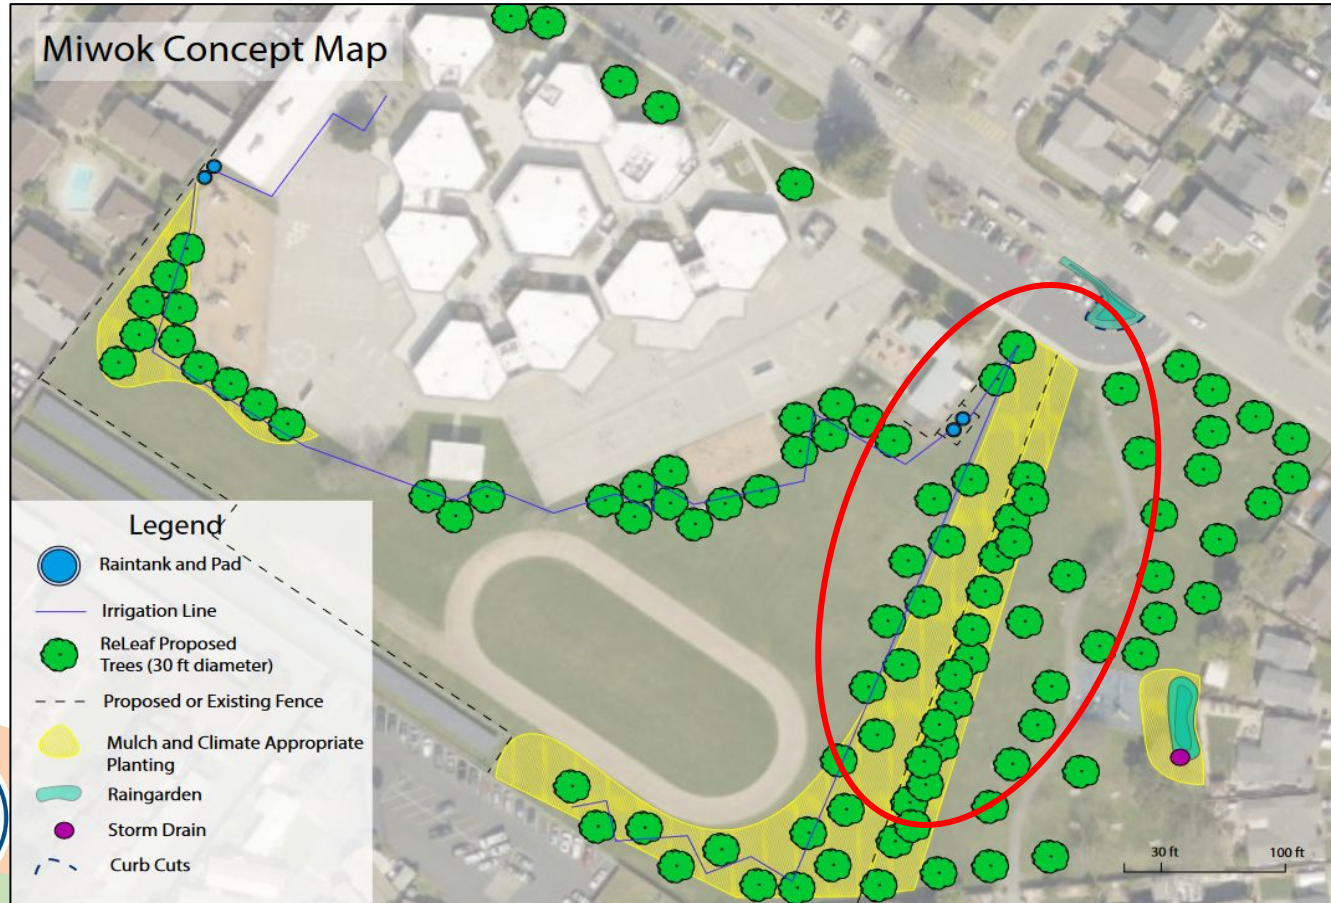 Miwok Concept Map
Legend
Raintank and Pad
Irrigation Line
ReLeaf Proposed
Trees (30 ft diameter)
Proposed or Existing Fence
Mulch and Climate Appropriate
Planting
Raingarden
Storm Drain
Curb Cuts
30 ft
100 ft